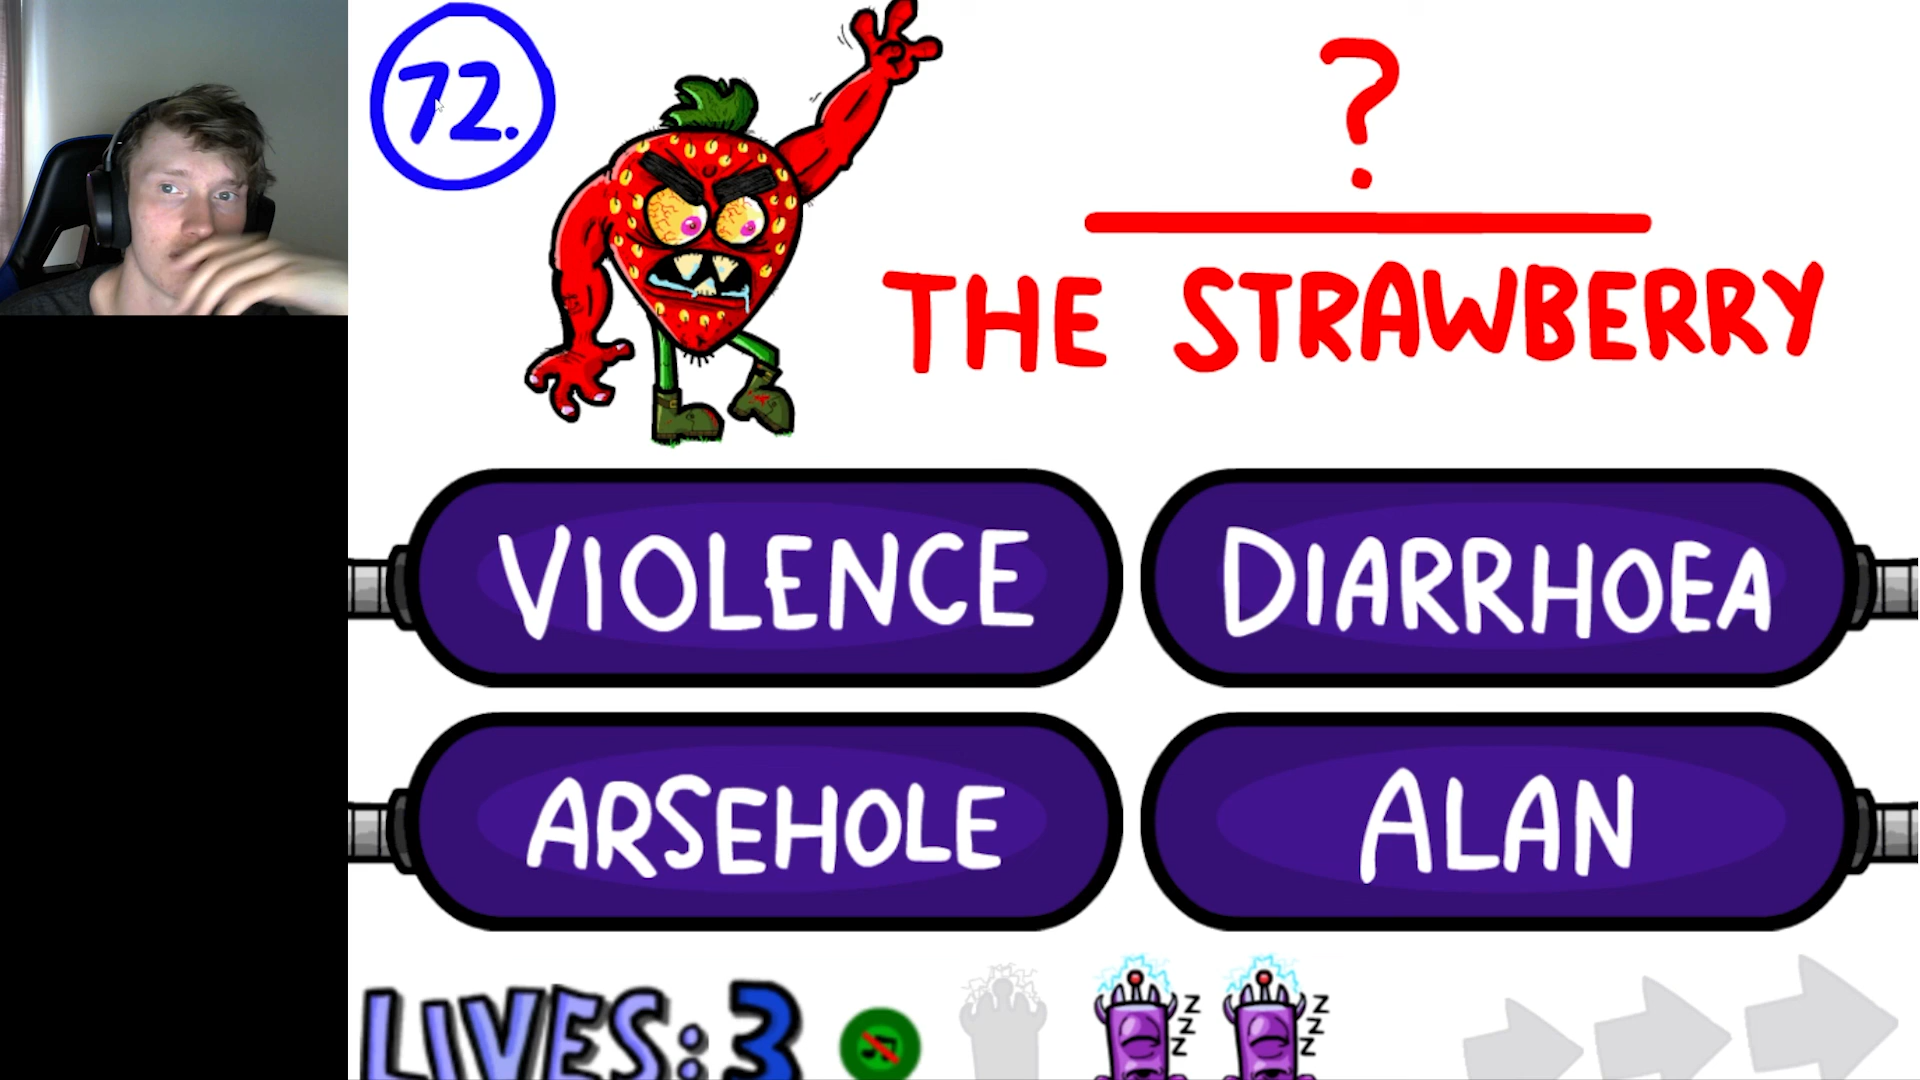 72.
?
THE STRAWBERRY
VIOLENCE
DIARRHOEA
ARSEHOLE
ALAN
LIVES: 3
Z Z
Z Z
Z Z